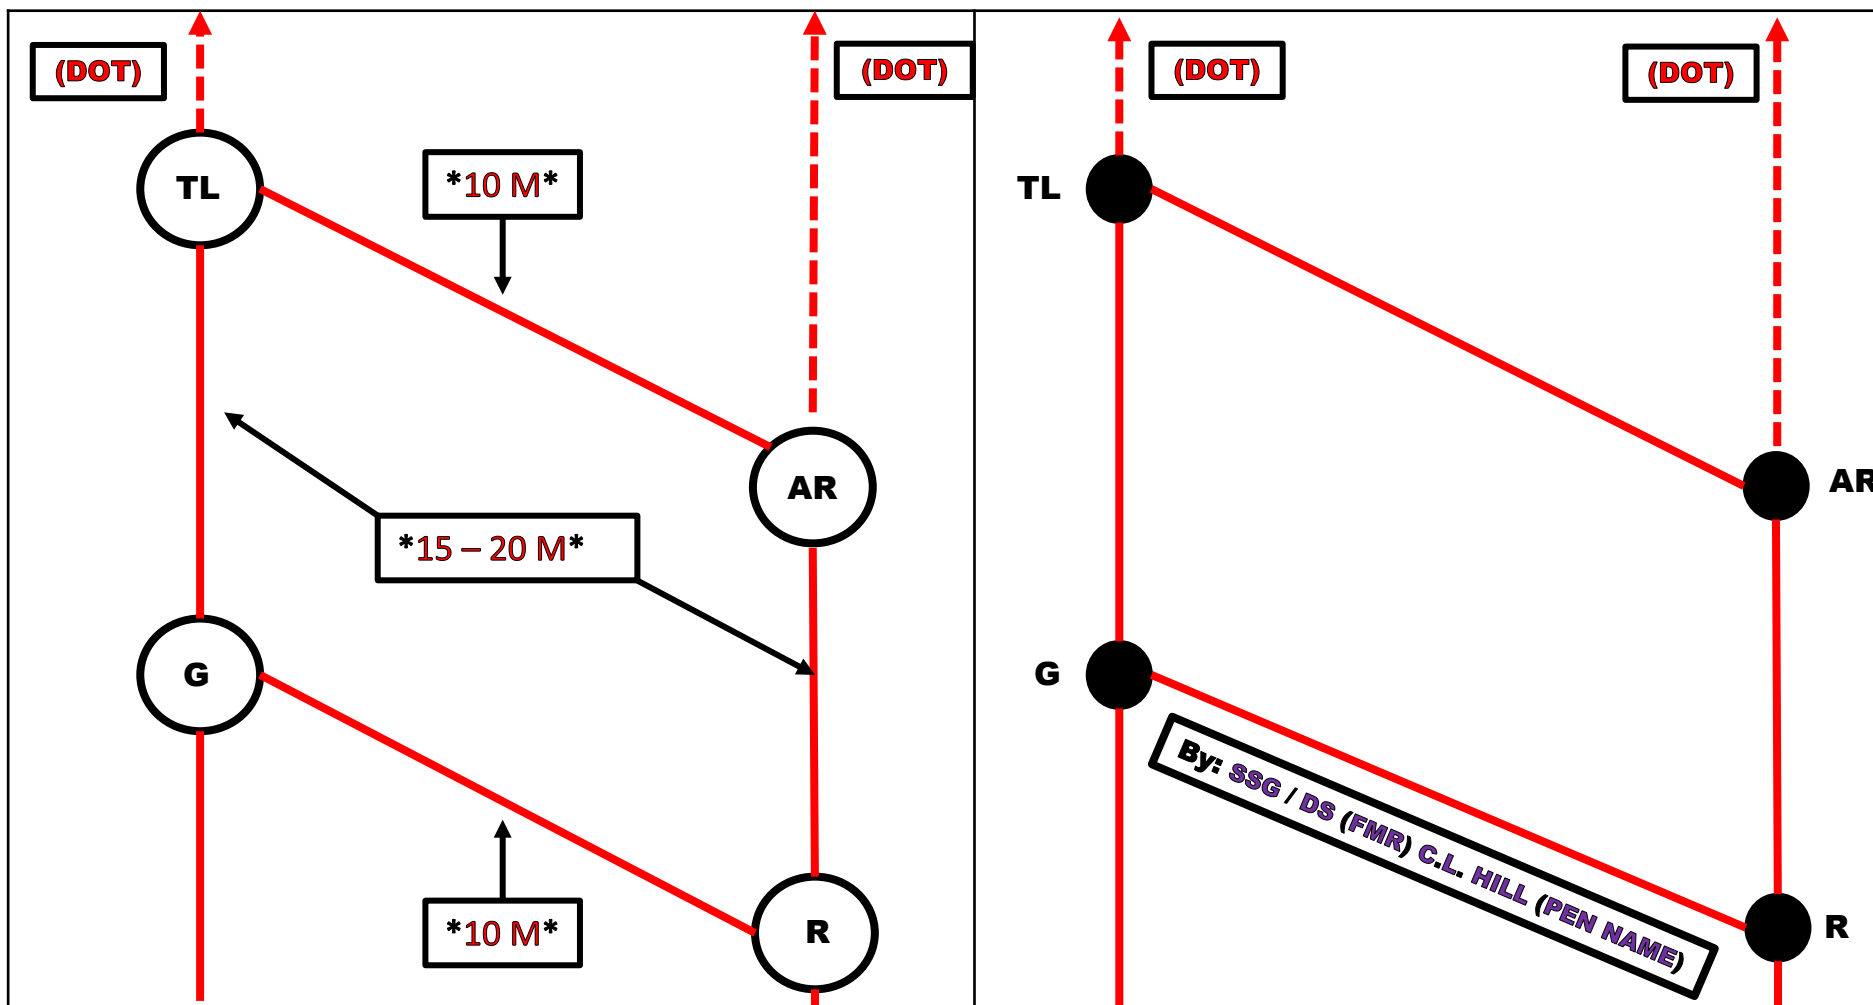 (DOT)
(DOT)
TL
*10 M*
AR
*15 – 20 M*
G
*10 M*
R
(DOT)
(DOT)
TL
AR
G
By: SSG / DS (FMR) C.L. HILL (PEN NAME)
R